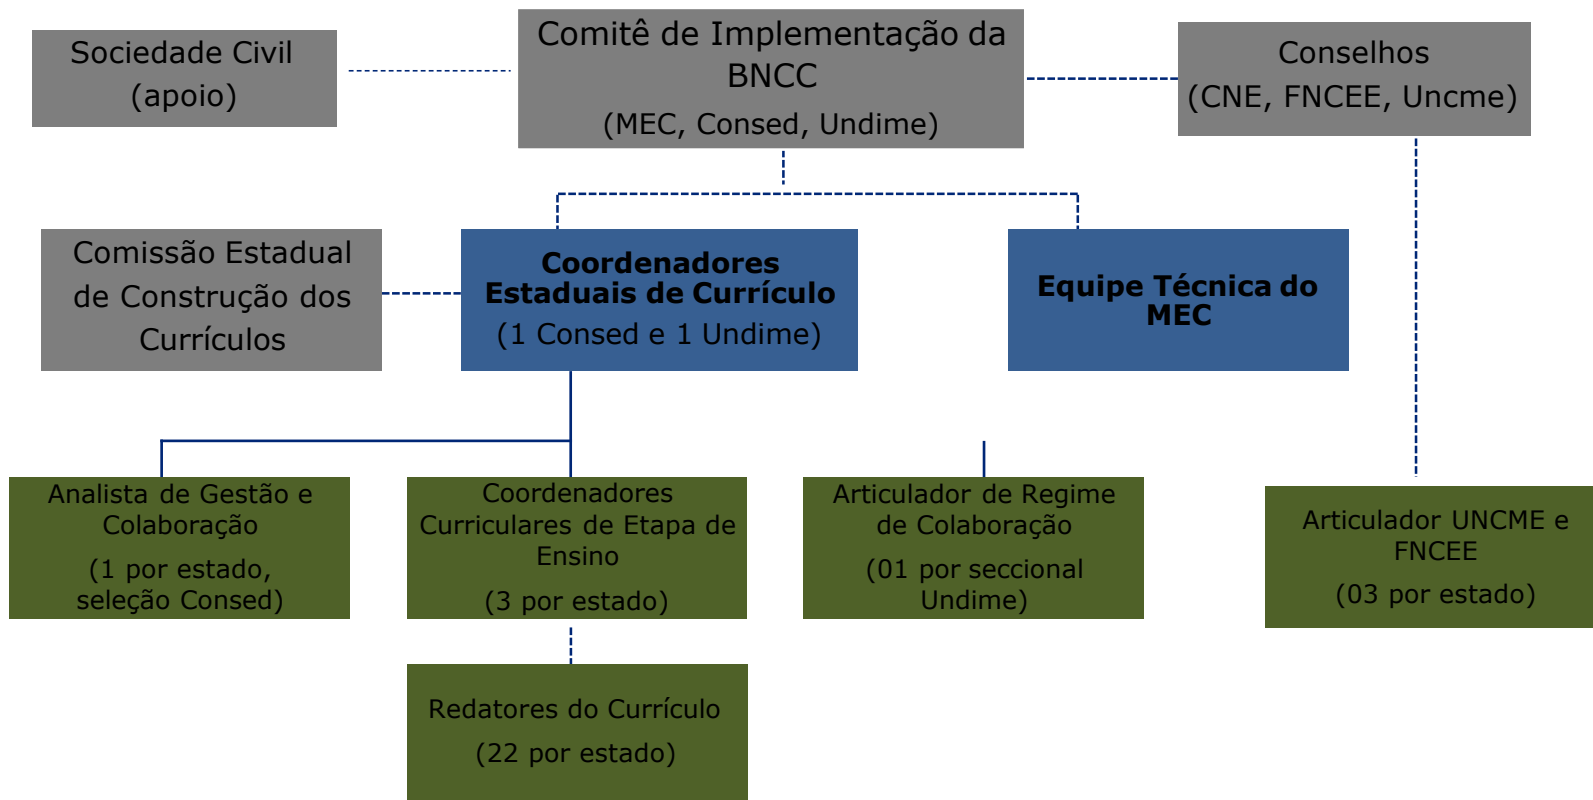 Sociedade Civil
(apoio)
Comitê de Implementação da
BNCC
(MEC, Consed, Undime)
Conselhos
(CNE, FNCEE, Uncme)
Comissão Estadual
de Construção dos
Currículos
Coordenadores
Estaduais de Currículo
(1 Consed e 1 Undime)
Equipe Técnica do
MEC
Analista de Gestão e
Colaboração
(1 por estado,
seleção Consed)
Coordenadores
Curriculares de Etapa de
Ensino
(3 por estado)
Articulador de Regime
de Colaboração
(01 por seccional
Undime)
Articulador UNCME e
FNCEE
(03 por estado)
Redatores do Currículo
(22 por estado)